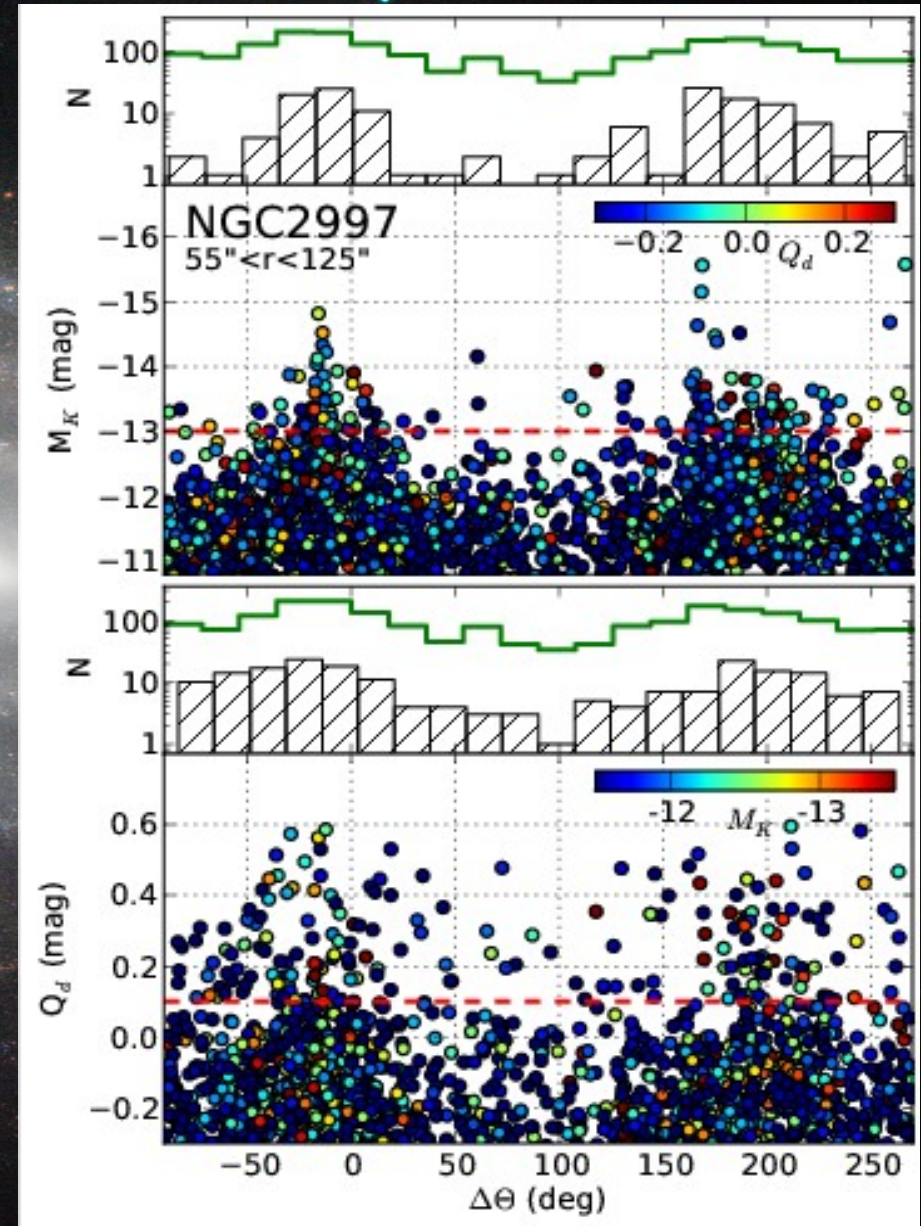 100
10
1
N
NGC2997
55"<r<125"
−0.2 0.0 0.2
Q_d
−16
−15
−14
−13
−12
−11
M_K (mag)
100
10
1
N
-12 -13
M_K
0.6
0.4
0.2
0.0
−0.2
Q_d (mag)
−50 0 50 100 150 200 250
ΔΘ (deg)